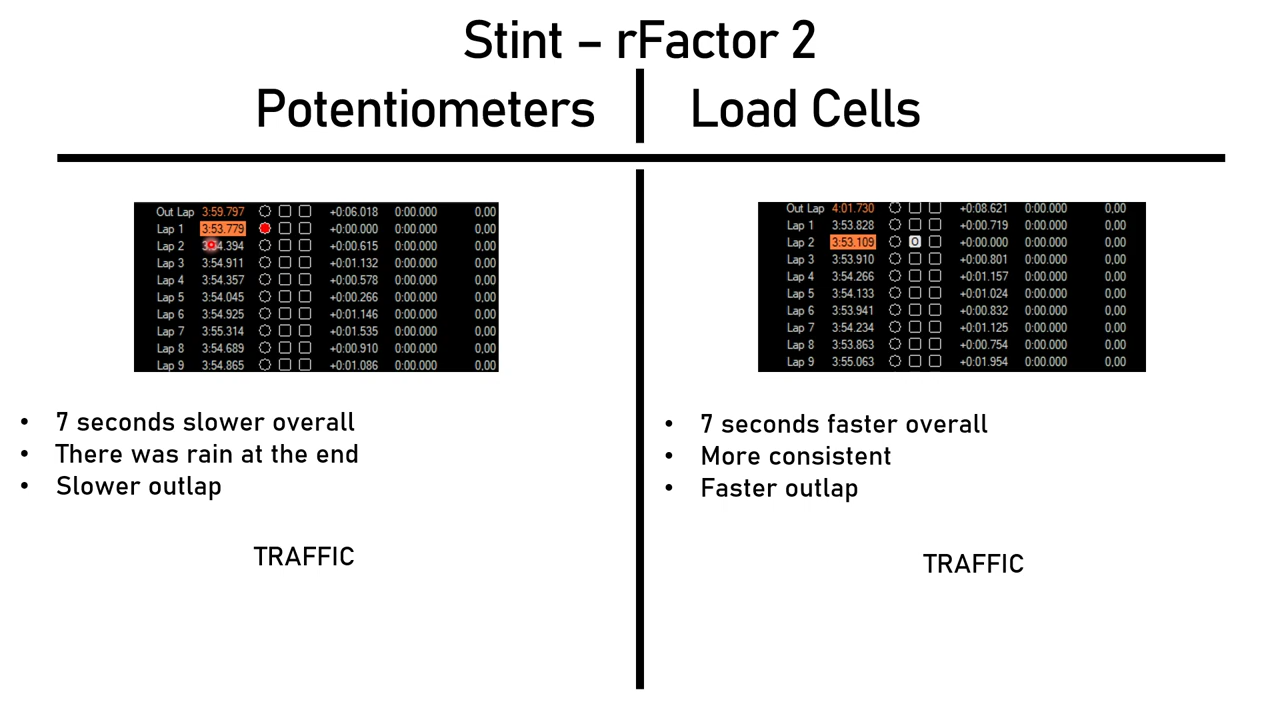 Stint – rFactor 2
Potentiometers
Load Cells
Out Lap 3:59.797 +0:06.018 0:00.000 0,00
Lap 1 3:53.779 +0:00.000 0:00.000 0,00
Lap 2 3:54.394 +0:00.615 0:00.000 0,00
Lap 3 3:54.911 +0:01.132 0:00.000 0,00
Lap 4 3:54.357 +0:00.578 0:00.000 0,00
Lap 5 3:54.045 +0:00.266 0:00.000 0,00
Lap 6 3:54.925 +0:01.146 0:00.000 0,00
Lap 7 3:55.314 +0:01.535 0:00.000 0,00
Lap 8 3:54.689 +0:00.910 0:00.000 0,00
Lap 9 3:54.865 +0:01.086 0:00.000 0,00
• 7 seconds slower overall
• There was rain at the end
• Slower outlap
TRAFFIC
Out Lap 4:01.730 +0:08.621 0:00.000 0,00
Lap 1 3:53.828 +0:00.719 0:00.000 0,00
Lap 2 3:53.109 O +0:00.000 0:00.000 0,00
Lap 3 3:53.910 +0:00.801 0:00.000 0,00
Lap 4 3:54.266 +0:01.157 0:00.000 0,00
Lap 5 3:54.133 +0:01.024 0:00.000 0,00
Lap 6 3:53.941 +0:00.832 0:00.000 0,00
Lap 7 3:54.234 +0:01.125 0:00.000 0,00
Lap 8 3:53.863 +0:00.754 0:00.000 0,00
Lap 9 3:55.063 +0:01.954 0:00.000 0,00
• 7 seconds faster overall
• More consistent
• Faster outlap
TRAFFIC